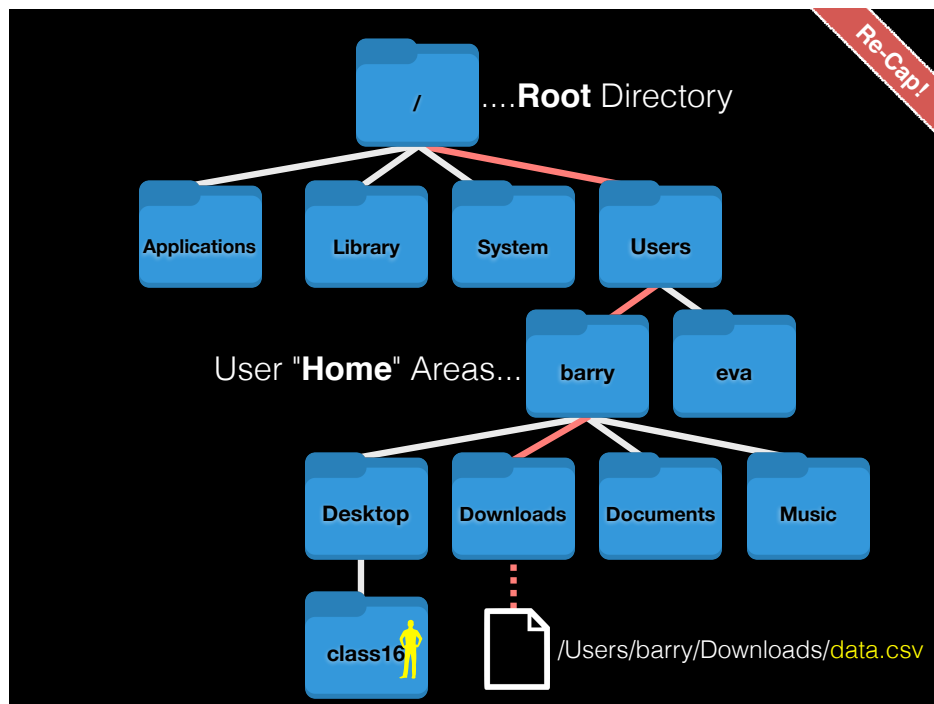 Re-Cap!
/
....Root Directory
Applications
Library
System
Users
User "Home" Areas...
barry
eva
Desktop
Downloads
Documents
Music
class16
/Users/barry/Downloads/data.csv